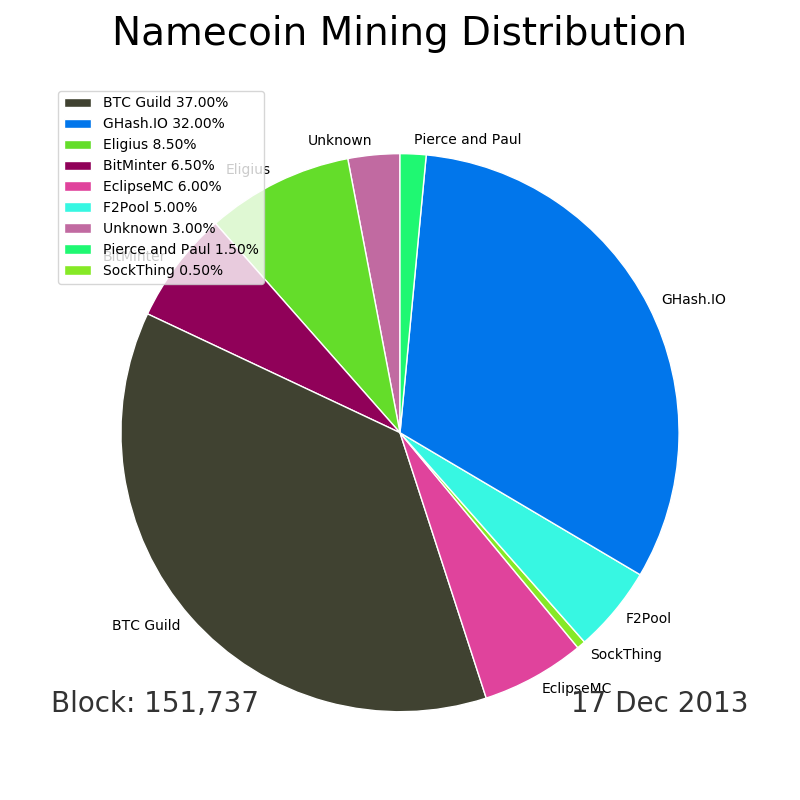 Namecoin Mining Distribution
BTC Guild 37.00%
GHash.IO 32.00%
Eligius 8.50%
BitMinter 6.50%
EclipseMC 6.00%
F2Pool 5.00%
Unknown 3.00%
Pierce and Paul 1.50%
SockThing 0.50%
Unknown
Pierce and Paul
Eligius
BitMinter
GHash.IO
BTC Guild
F2Pool
SockThing
EclipseMC
Block: 151,737
17 Dec 2013